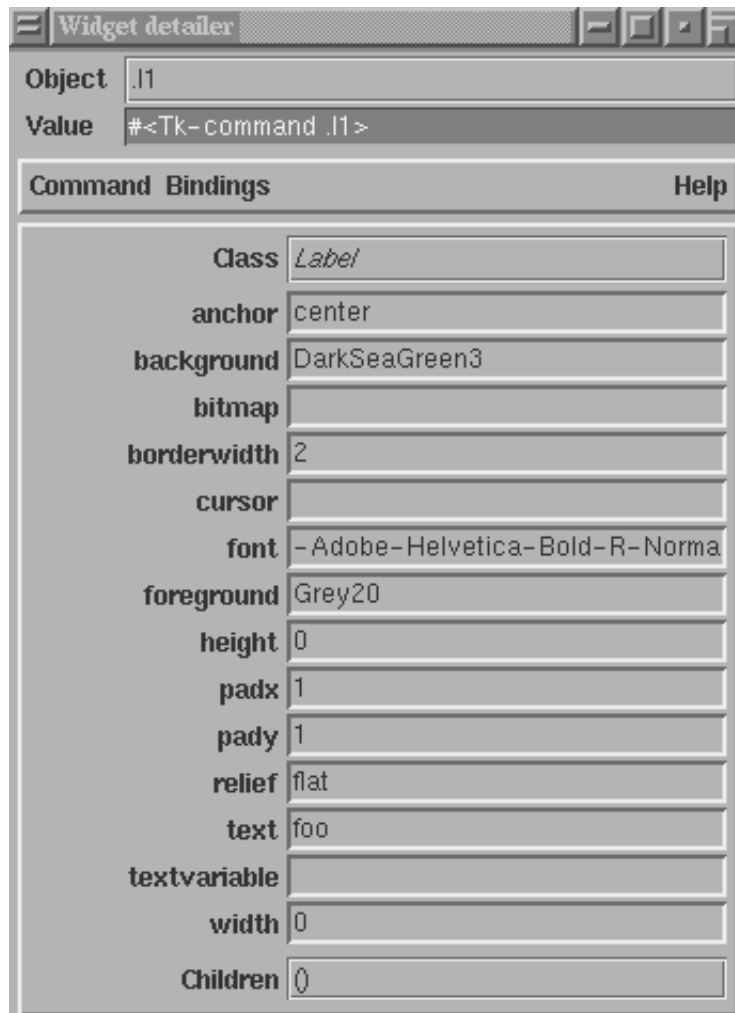 Widget detailer
Object .l1
Value #<Tk-command .l1>
Command Bindings Help
Class Label
anchor center
background DarkSeaGreen3
bitmap
borderwidth 2
cursor
font -Adobe-Helvetica-Bold-R-Norma
foreground Grey20
height 0
padx 1
pady 1
relief flat
text foo
textvariable
width 0
Children ()